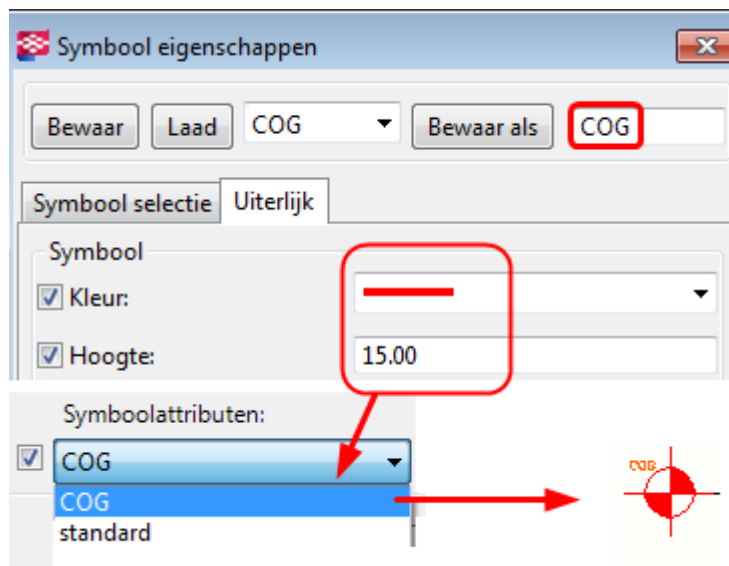 Symbool eigenschappen
Bewaar Laad COG Bewaar als COG
Symbool selectie Uiterlijk
Symbool
Kleur:
Hoogte: 15.00
Symboolattributen:
COG
COG
standard
COG